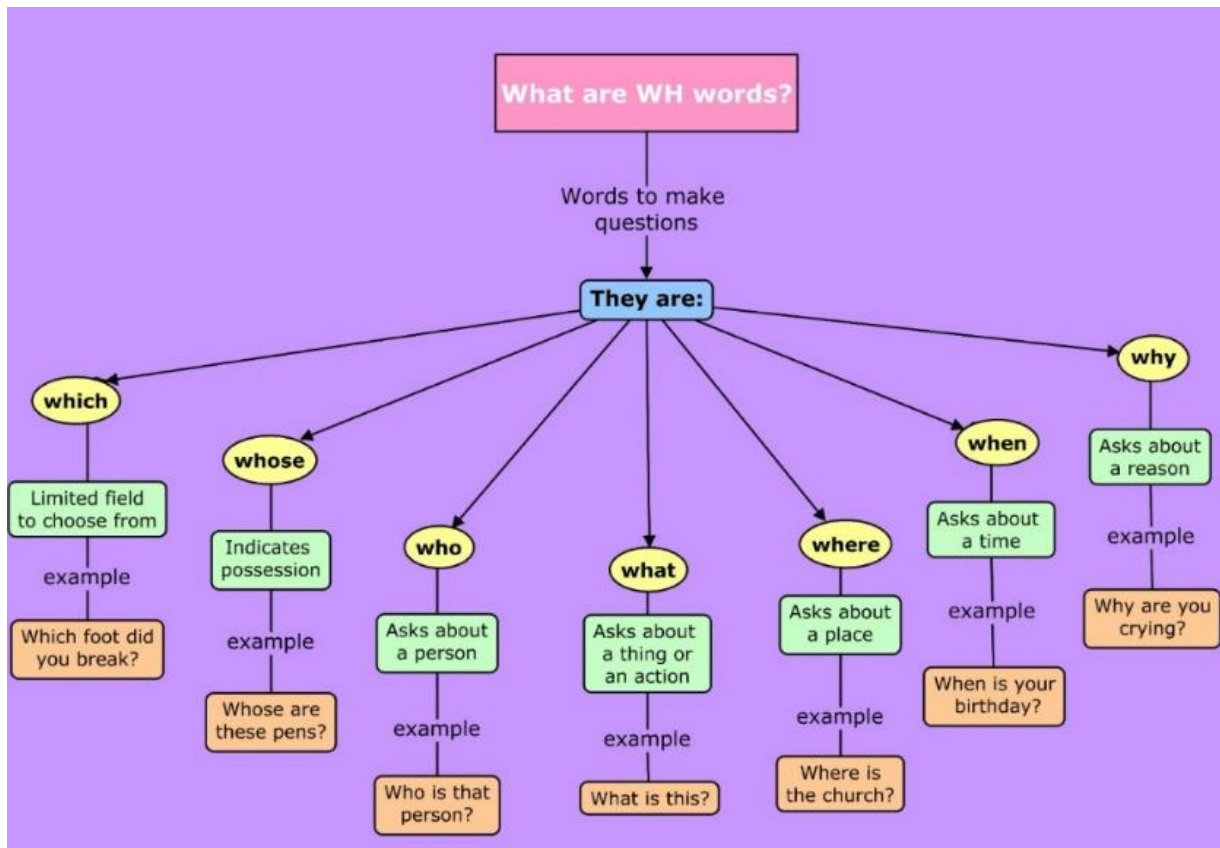 What are WH words?
Words to make
questions
They are:
which
Limited field
to choose from
example
Which foot did
you break?
whose
Indicates
possession
example
Whose are
these pens?
who
Asks about
a person
example
Who is that
person?
what
Asks about
a thing or
an action
example
What is this?
where
Asks about
a place
example
Where is
the church?
when
Asks about
a time
example
When is your
birthday?
why
Asks about
a reason
example
Why are you
crying?